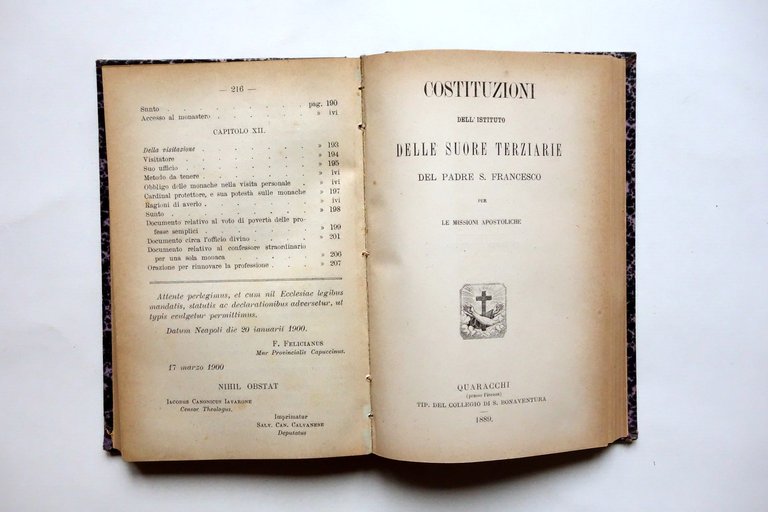 — 216 —
Sunto . . . . . . . . pag. 190
Accesso al monastero . . . . . . » ivi
CAPITOLO XII.
Della visitazione . . . . . . » 193
Visitatore . . . . . . . » 194
Suo ufficio . . . . . . . » 195
Metodo da tenere . . . . . . » ivi
Obbligo delle monache nella visita personale » ivi
Cardinal protettore, e sua potestà sulle monache » 197
Ragioni di averlo . . . . . . » ivi
Sunto . . . . . . . . » 198
Documento relativo al voto di povertà delle pro-
fesse semplici . . . . . . » 199
Documento circa l'officio divino . . . . » 201
Documento relativo al confessore straordinario
per una sola monaca . . . . . » 206
Orazione per rinnovare la professione . . . » 207
Attente perlegimus, et cum nil Ecclesiae legibus
mandatis, statutis ac declarationibus adversetur, ut
typis evulgetur permittimus.
Datum Neapoli die 20 ianuarii 1900.
F. Felicianus
Mnr Provincialis Capuccinus.
17 marzo 1900
NIHIL OBSTAT
Iacobus Canonicus Iavarone
Censor Theologus.
Imprimatur
Salv. Can. Calvanese
Deputatus
COSTITUZIONI
DELL'ISTITUTO
DELLE SUORE TERZIARIE
DEL PADRE S. FRANCESCO
PER
LE MISSIONI APOSTOLICHE
QUARACCHI
(presso Firenze)
TIP. DEL COLLEGIO DI S. BONAVENTURA
1889.